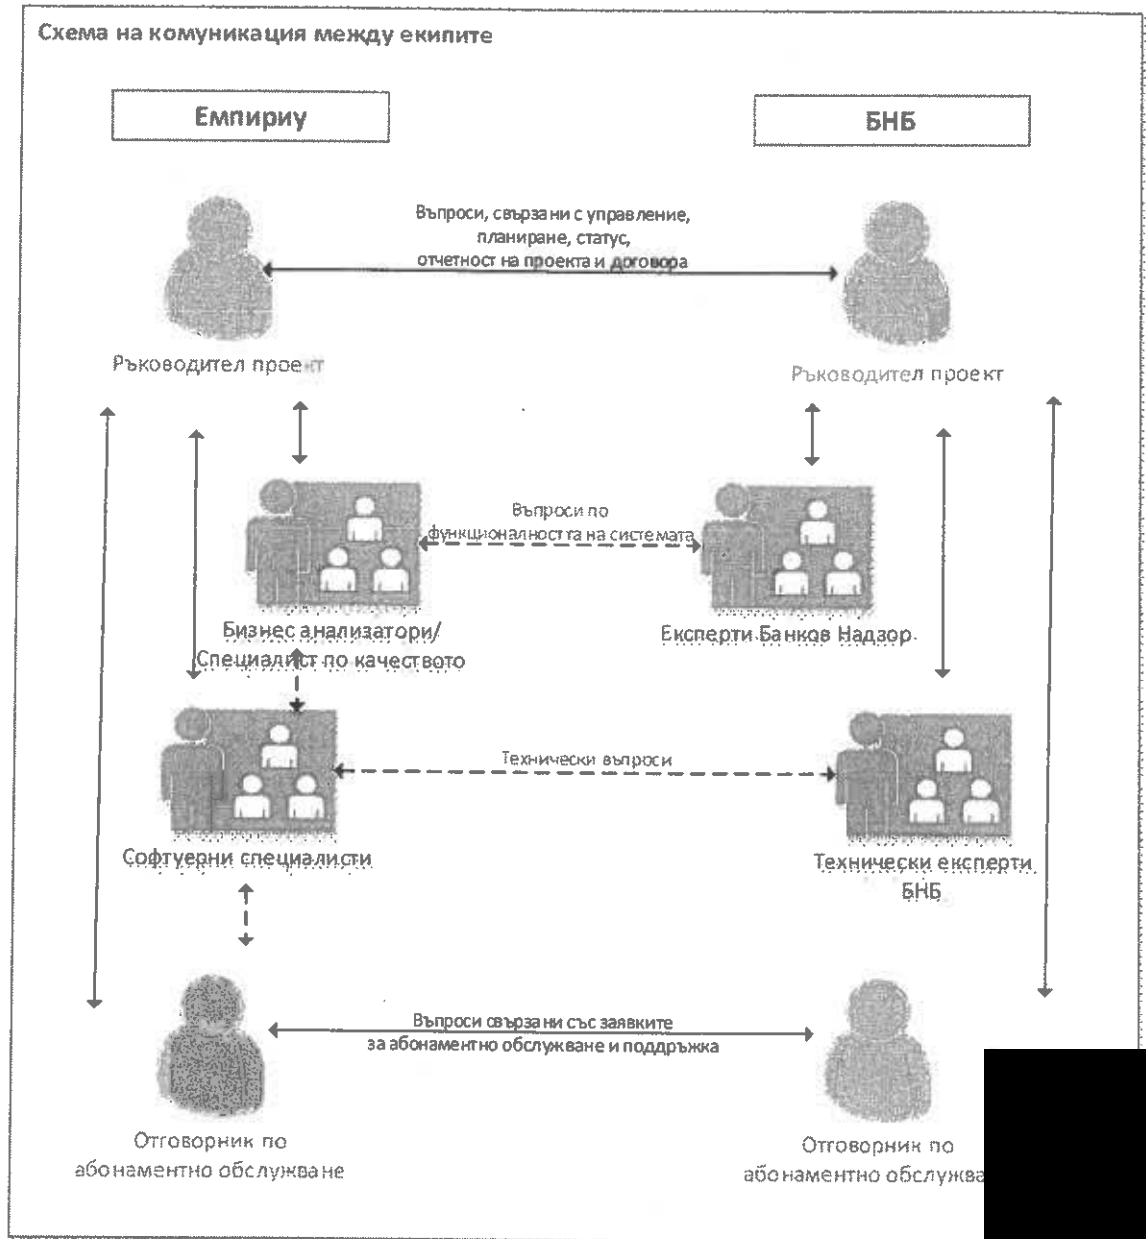 Схема на комуникация между екипите
Емпириу
БНБ
Въпроси, свързани с управление,
планиране, статус,
отчетност на проекта и договора
Ръководител проект
Ръководител проект
Въпроси по
функционалността на системата
Бизнес анализатори/
Специалист по качеството
Експерти Банков Надзор
Технически въпроси
Софтуерни специалисти
Технически експерти
БНБ
Въпроси свързани със заявките
за абонаментно обслужване и поддръжка
Отговорник по
абонаментно обслужване
Отговорник по
абонаментно обслужва